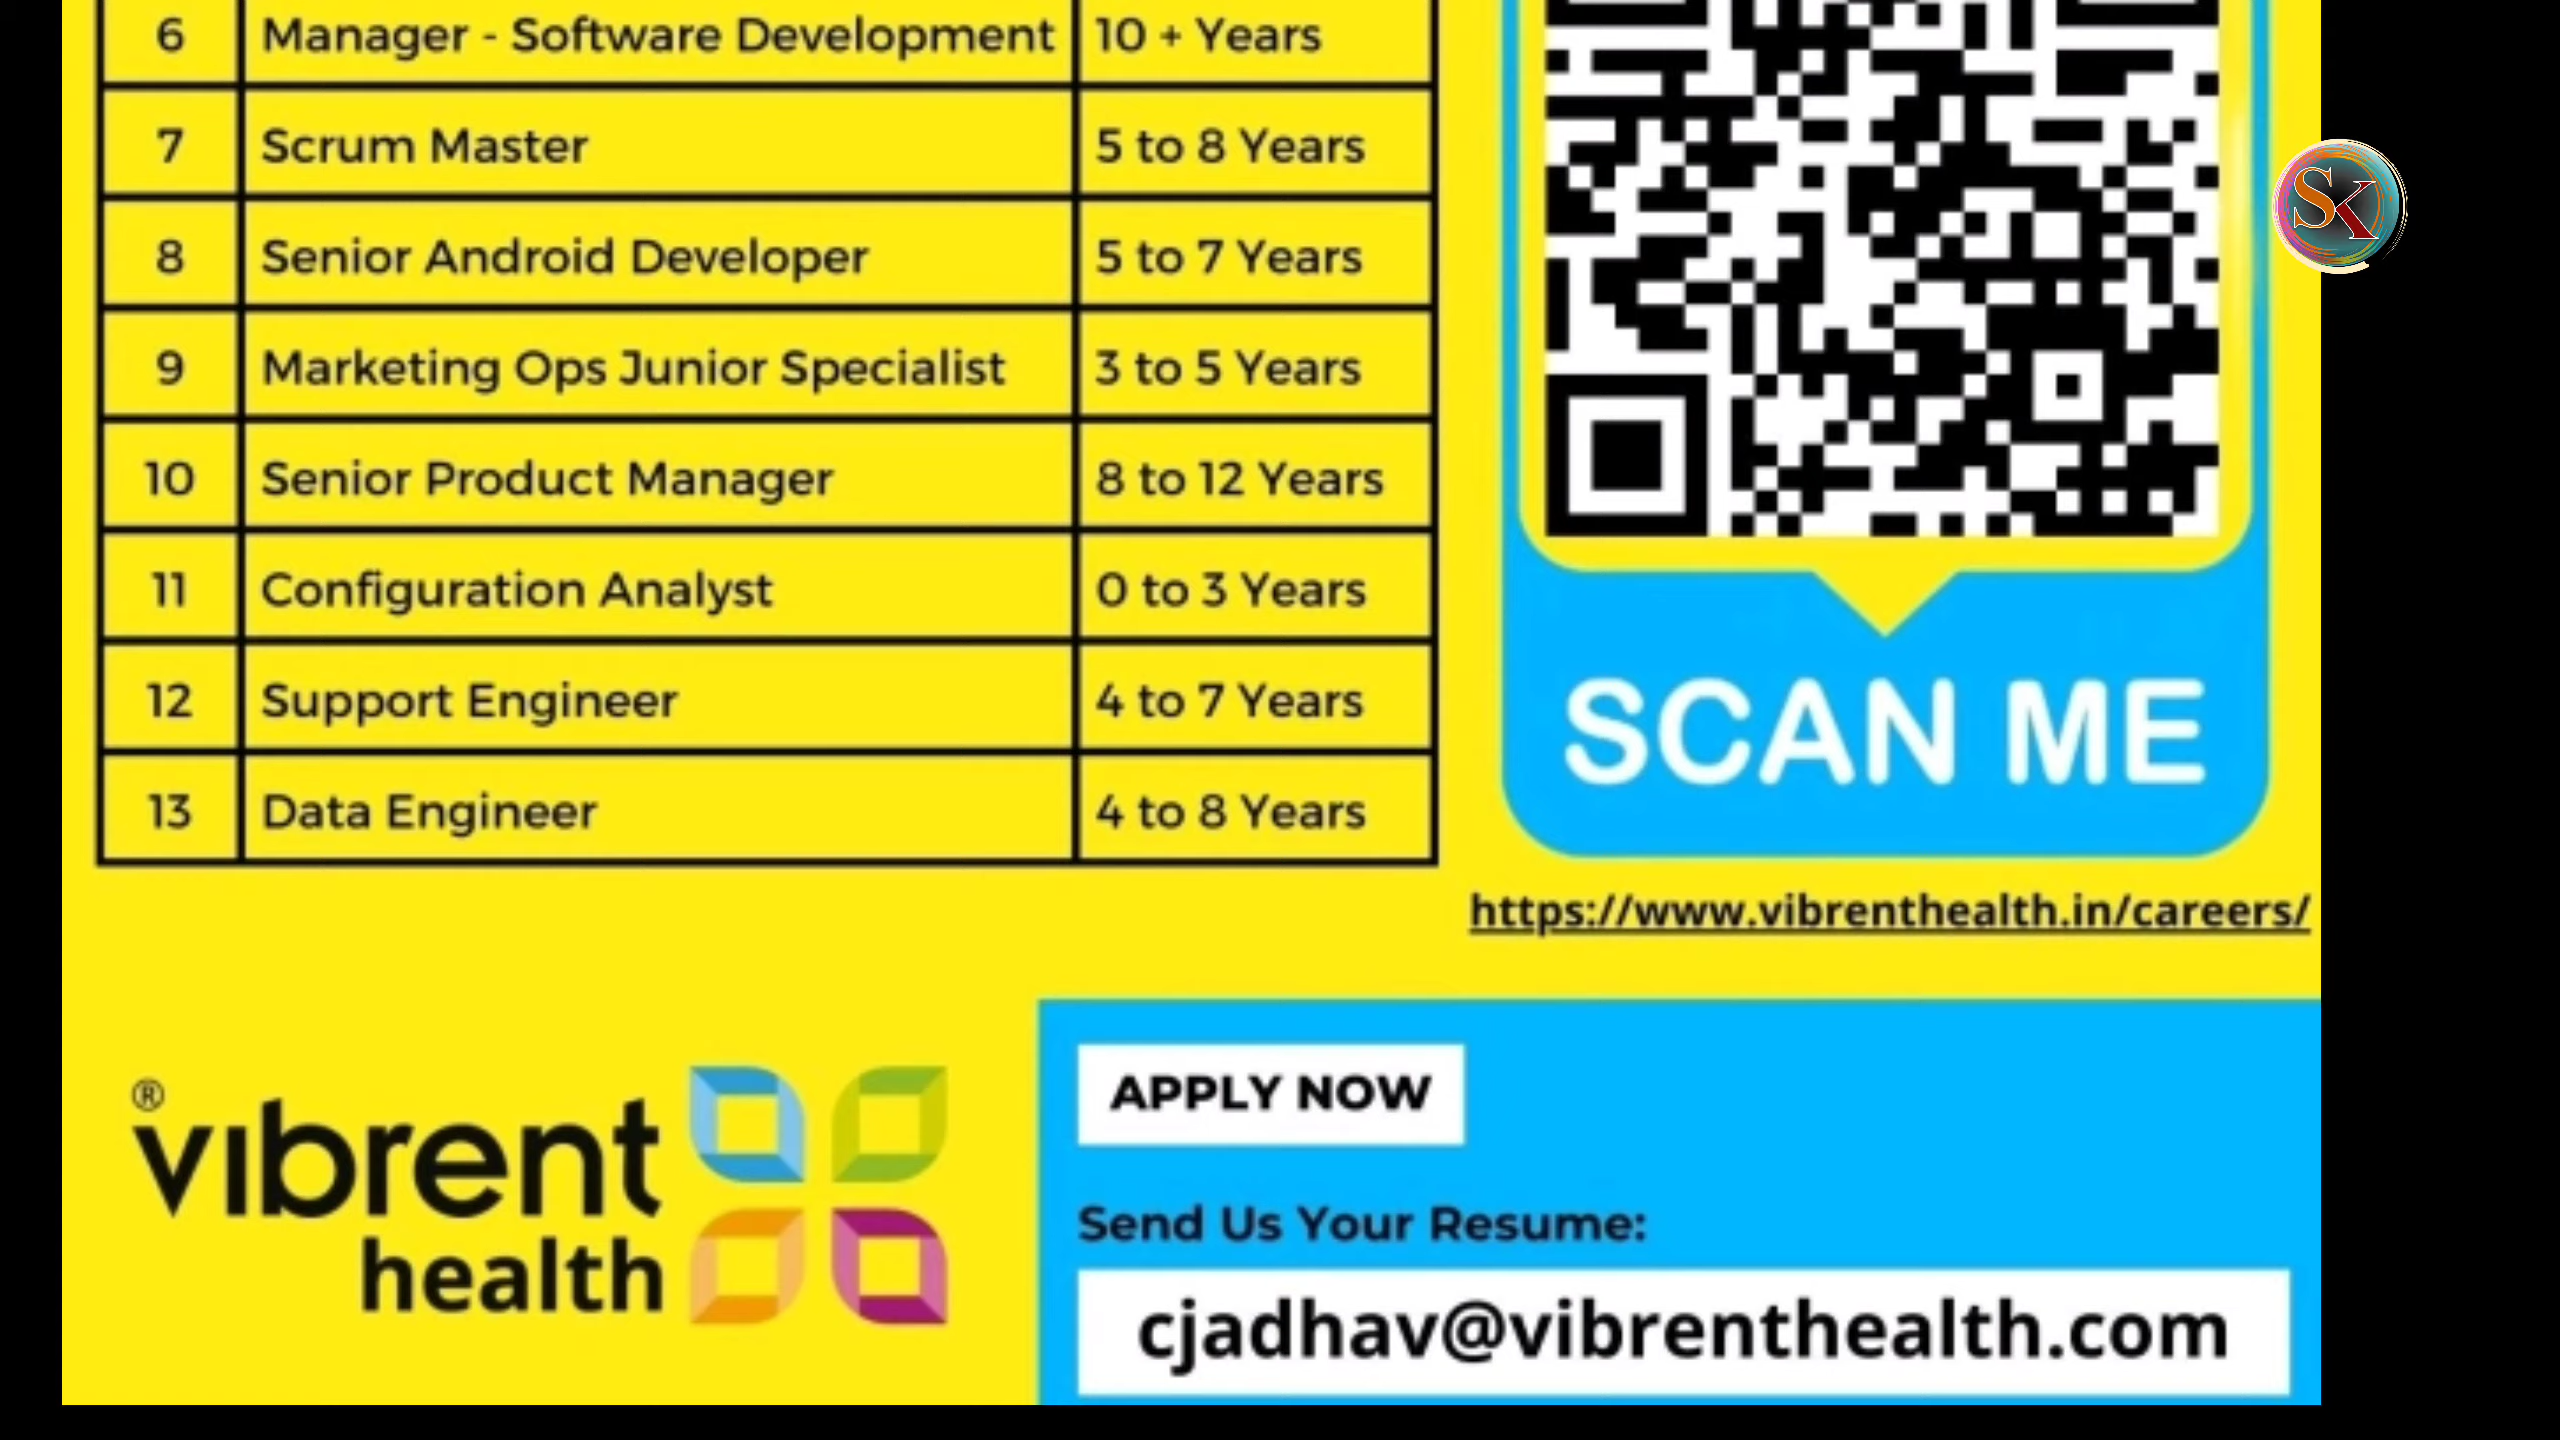 6 Manager - Software Development 10 + Years
7 Scrum Master 5 to 8 Years
8 Senior Android Developer 5 to 7 Years
9 Marketing Ops Junior Specialist 3 to 5 Years
10 Senior Product Manager 8 to 12 Years
11 Configuration Analyst 0 to 3 Years
12 Support Engineer 4 to 7 Years
13 Data Engineer 4 to 8 Years
SK
SCAN ME
https://www.vibrenthealth.in/careers/
®
vibrent
health
APPLY NOW
Send Us Your Resume:
cjadhav@vibrenthealth.com